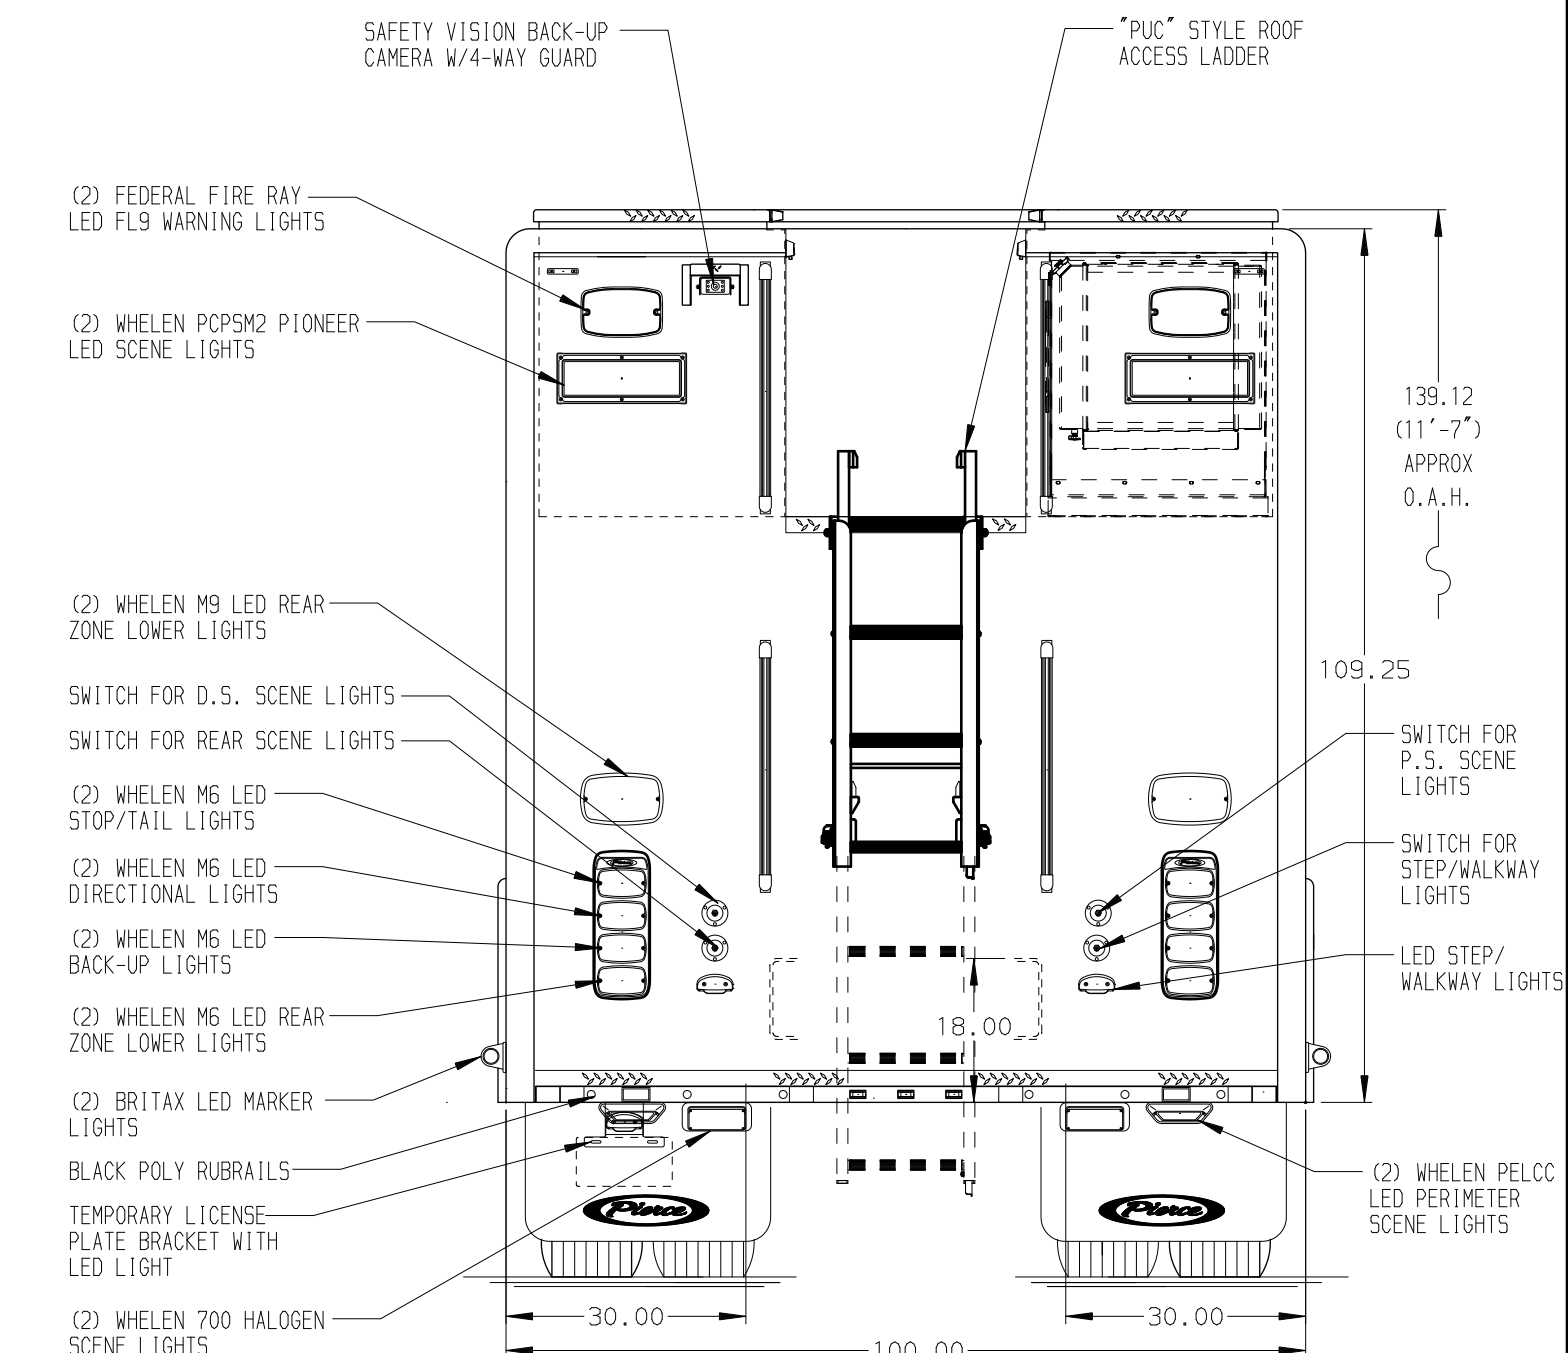 SAFETY VISION BACK-UP
CAMERA W/4-WAY GUARD
"PUC" STYLE ROOF
ACCESS LADDER
(2) FEDERAL FIRE RAY
LED FL9 WARNING LIGHTS
(2) WHELEN PCPSM2 PIONEER
LED SCENE LIGHTS
139.12
(11'-7")
APPROX
O.A.H.
(2) WHELEN M9 LED REAR
ZONE LOWER LIGHTS
109.25
SWITCH FOR D.S. SCENE LIGHTS
SWITCH FOR REAR SCENE LIGHTS
SWITCH FOR
P.S. SCENE
LIGHTS
(2) WHELEN M6 LED
STOP/TAIL LIGHTS
SWITCH FOR
STEP/WALKWAY
LIGHTS
(2) WHELEN M6 LED
DIRECTIONAL LIGHTS
(2) WHELEN M6 LED
BACK-UP LIGHTS
LED STEP/
WALKWAY LIGHTS
(2) WHELEN M6 LED REAR
ZONE LOWER LIGHTS
18.00
(2) BRITAX LED MARKER
LIGHTS
BLACK POLY RUBRAILS
(2) WHELEN PELCC
LED PERIMETER
SCENE LIGHTS
TEMPORARY LICENSE
PLATE BRACKET WITH
LED LIGHT
Pierce
Pierce
(2) WHELEN 700 HALOGEN
SCENE LIGHTS
30.00
30.00
100.00